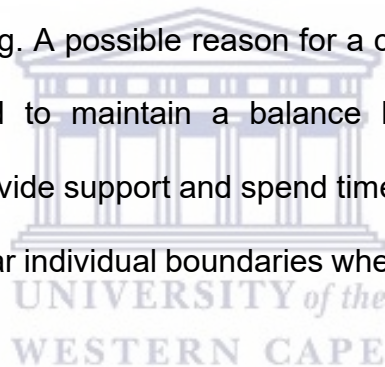 g. A possible reason for a c
to maintain a balance
vide support and spend time
ar individual boundaries whe
UNIVERSITY of the
WESTERN CAPE